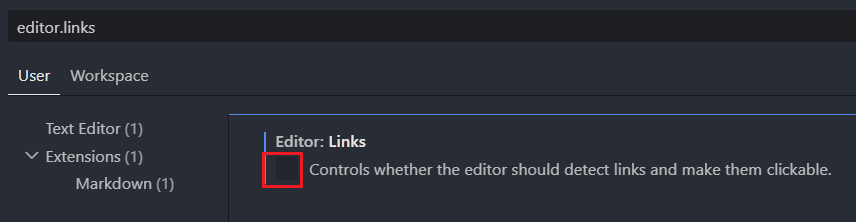 editor.links
User Workspace
Text Editor (1)
Extensions (1)
Markdown (1)
Editor: Links
Controls whether the editor should detect links and make them clickable.